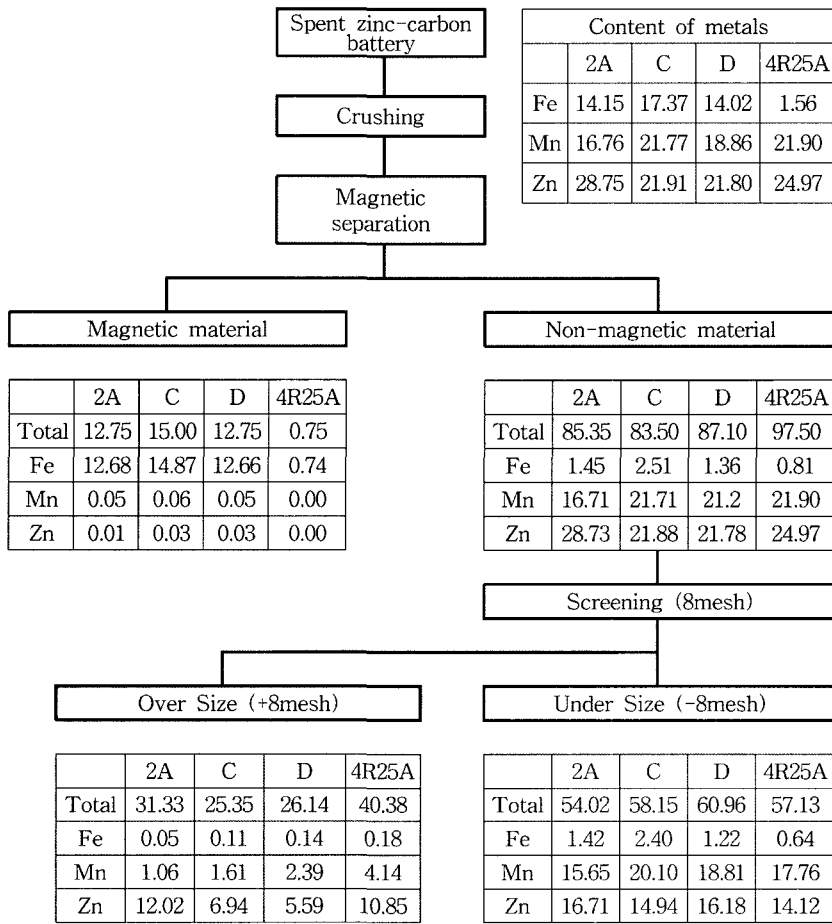 Spent zinc-carbon
battery
Crushing
Magnetic
separation
Content of metals
2A C D 4R25A
Fe 14.15 17.37 14.02 1.56
Mn 16.76 21.77 18.86 21.90
Zn 28.75 21.91 21.80 24.97
Magnetic material
2A C D 4R25A
Total 12.75 15.00 12.75 0.75
Fe 12.68 14.87 12.66 0.74
Mn 0.05 0.06 0.05 0.00
Zn 0.01 0.03 0.03 0.00
Non-magnetic material
2A C D 4R25A
Total 85.35 83.50 87.10 97.50
Fe 1.45 2.51 1.36 0.81
Mn 16.71 21.71 21.2 21.90
Zn 28.73 21.88 21.78 24.97
Screening (8mesh)
Over Size (+8mesh)
2A C D 4R25A
Total 31.33 25.35 26.14 40.38
Fe 0.05 0.11 0.14 0.18
Mn 1.06 1.61 2.39 4.14
Zn 12.02 6.94 5.59 10.85
Under Size (-8mesh)
2A C D 4R25A
Total 54.02 58.15 60.96 57.13
Fe 1.42 2.40 1.22 0.64
Mn 15.65 20.10 18.81 17.76
Zn 16.71 14.94 16.18 14.12